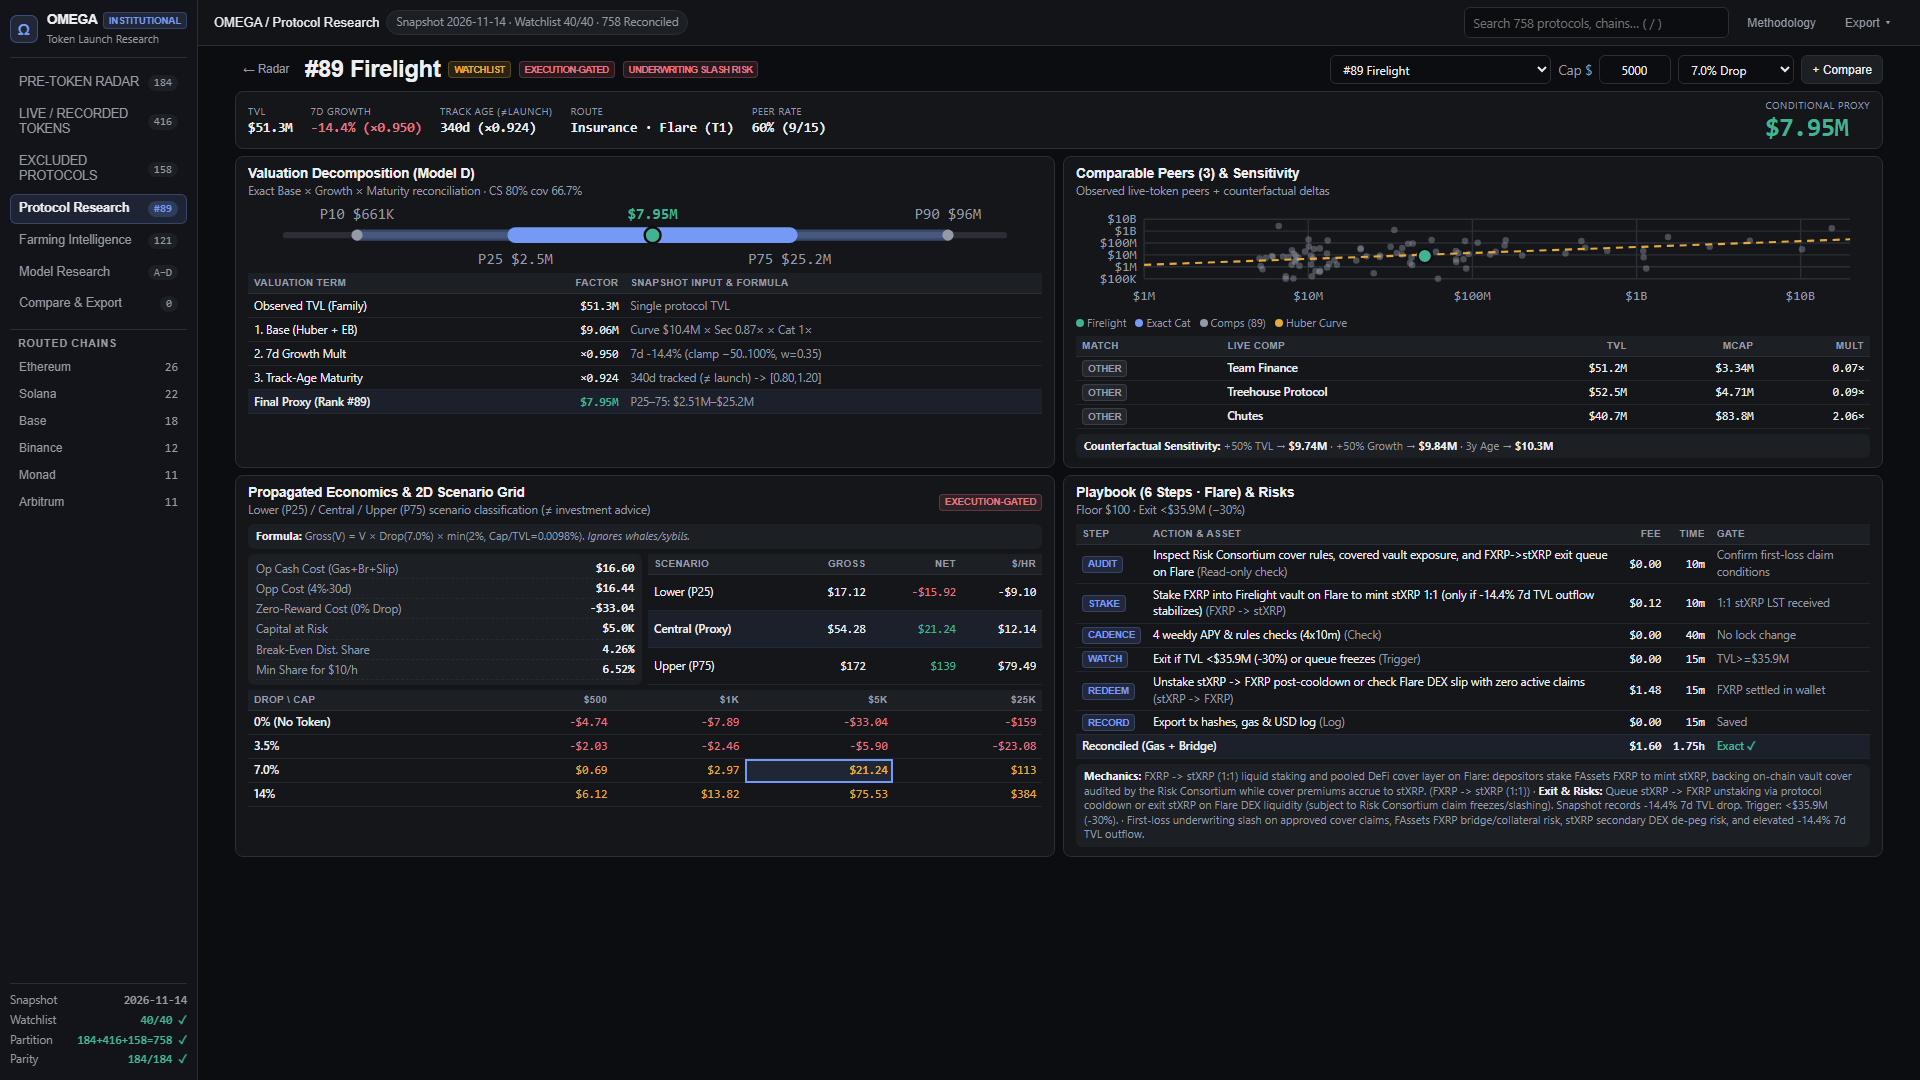 Ω
OMEGA INSTITUTIONAL
Token Launch Research
PRE-TOKEN RADAR 184
LIVE / RECORDED TOKENS 416
EXCLUDED PROTOCOLS 158
Protocol Research #89
Farming Intelligence 121
Model Research A–D
Compare & Export 0
ROUTED CHAINS
Ethereum 26
Solana 22
Base 18
Binance 12
Monad 11
Arbitrum 11
Snapshot 2026-11-14
Watchlist 40/40 ✓
Partition 184+416+158=758 ✓
Parity 184/184 ✓
OMEGA / Protocol Research Snapshot 2026-11-14 · Watchlist 40/40 · 758 Reconciled
Search 758 protocols, chains... ( / ) Methodology Export ▾
← Radar #89 Firelight WATCHLIST EXECUTION-GATED UNDERWRITING SLASH RISK
#89 Firelight Cap $ 5000 7.0% Drop + Compare
TVL 7D GROWTH TRACK AGE (≠LAUNCH) ROUTE PEER RATE CONDITIONAL PROXY
$51.3M -14.4% (×0.950) 340d (×0.924) Insurance · Flare (T1) 60% (9/15) $7.95M
Valuation Decomposition (Model D)
Exact Base × Growth × Maturity reconciliation · CS 80% cov 66.7%
P10 $661K $7.95M P90 $96M
P25 $2.5M P75 $25.2M
VALUATION TERM FACTOR SNAPSHOT INPUT & FORMULA
Observed TVL (Family) $51.3M Single protocol TVL
1. Base (Huber + EB) $9.06M Curve $10.4M × Sec 0.87× × Cat 1×
2. 7d Growth Mult ×0.950 7d -14.4% (clamp −50..100%, w=0.35)
3. Track-Age Maturity ×0.924 340d tracked (≠ launch) -> [0.80,1.20]
Final Proxy (Rank #89) $7.95M P25–75: $2.51M–$25.2M
Comparable Peers (3) & Sensitivity
Observed live-token peers + counterfactual deltas
$10B
$1B
$100M
$10M
$1M
$100K
$1M $10M $100M $1B $10B
Firelight Exact Cat Comps (89) Huber Curve
MATCH LIVE COMP TVL MCAP MULT
OTHER Team Finance $51.2M $3.34M 0.07×
OTHER Treehouse Protocol $52.5M $4.71M 0.09×
OTHER Chutes $40.7M $83.8M 2.06×
Counterfactual Sensitivity: +50% TVL → $9.74M · +50% Growth → $9.84M · 3y Age → $10.3M
Propagated Economics & 2D Scenario Grid
Lower (P25) / Central / Upper (P75) scenario classification (≠ investment advice)
EXECUTION-GATED
Formula: Gross(V) = V × Drop(7.0%) × min(2%, Cap/TVL=0.0098%). Ignores whales/sybils.
Op Cash Cost (Gas+Br+Slip) $16.60
Opp Cost (4%·30d) $16.44
Zero-Reward Cost (0% Drop) -$33.04
Capital at Risk $5.0K
Break-Even Dist. Share 4.26%
Min Share for $10/h 6.52%
SCENARIO GROSS NET $/HR
Lower (P25) $17.12 -$15.92 -$9.10
Central (Proxy) $54.28 $21.24 $12.14
Upper (P75) $172 $139 $79.49
DROP \ CAP $500 $1K $5K $25K
0% (No Token) -$4.74 -$7.89 -$33.04 -$159
3.5% -$2.03 -$2.46 -$5.90 -$23.08
7.0% $0.69 $2.97 $21.24 $113
14% $6.12 $13.82 $75.53 $384
Playbook (6 Steps · Flare) & Risks
Floor $100 · Exit <$35.9M (−30%)
STEP ACTION & ASSET FEE TIME GATE
AUDIT Inspect Risk Consortium cover rules, covered vault exposure, and FXRP->stXRP exit queue on Flare (Read-only check) $0.00 10m Confirm first-loss claim conditions
STAKE Stake FXRP into Firelight vault on Flare to mint stXRP 1:1 (only if -14.4% 7d TVL outflow stabilizes) (FXRP -> stXRP) $0.12 10m 1:1 stXRP LST received
CADENCE 4 weekly APY & rules checks (4x10m) (Check) $0.00 40m No lock change
WATCH Exit if TVL <$35.9M (-30%) or queue freezes (Trigger) $0.00 15m TVL>=$35.9M
REDEEM Unstake stXRP -> FXRP post-cooldown or check Flare DEX slip with zero active claims (stXRP -> FXRP) $1.48 15m FXRP settled in wallet
RECORD Export tx hashes, gas & USD log (Log) $0.00 15m Saved
Reconciled (Gas + Bridge) $1.60 1.75h Exact ✓
Mechanics: FXRP -> stXRP (1:1) liquid staking and pooled DeFi cover layer on Flare: depositors stake FAssets FXRP to mint stXRP, backing on-chain vault cover
audited by the Risk Consortium while cover premiums accrue to stXRP. (FXRP -> stXRP (1:1)) · Exit & Risks: Queue stXRP -> FXRP unstaking via protocol
cooldown or exit stXRP on Flare DEX liquidity (subject to Risk Consortium claim freezes/slashing). Snapshot records -14.4% 7d TVL drop. Trigger: <$35.9M
(-30%). · First-loss underwriting slash on approved cover claims, FAssets FXRP bridge/collateral risk, stXRP secondary DEX de-peg risk, and elevated -14.4% 7d
TVL outflow.